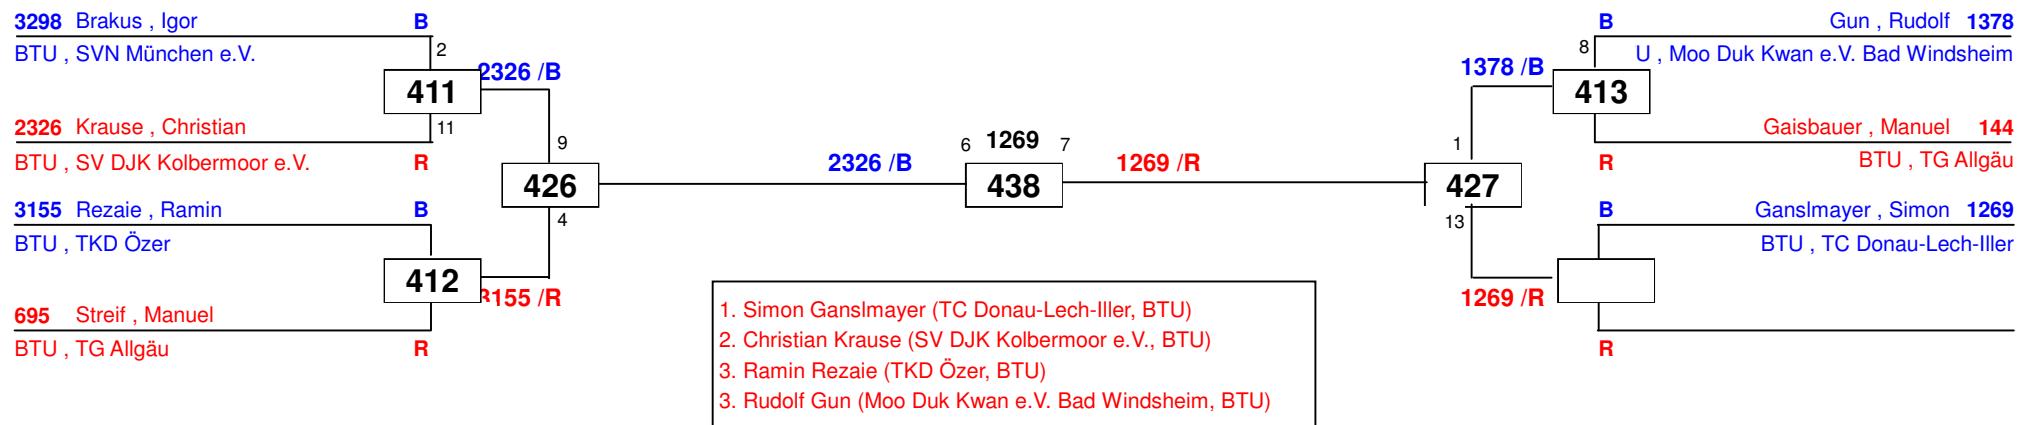 3298 Brakus , Igor B
BTU , SVN München e.V.
2
411
2326 /B
11
2326 Krause , Christian
BTU , SV DJK Kolbermoor e.V. R
9
426
4
3155 Rezaie , Ramin B
BTU , TKD Özer
412
3155 /R
695 Streif , Manuel
BTU , TG Allgäu R
2326 /B
6 1269 7
438
1269 /R
B Gun , Rudolf 1378
8
U , Moo Duk Kwan e.V. Bad Windsheim
1378 /B
413
Gaisbauer , Manuel 144
R BTU , TG Allgäu
1
427
13
B Ganslmayer , Simon 1269
BTU , TC Donau-Lech-Iller
1269 /R
R
1. Simon Ganslmayer (TC Donau-Lech-Iller, BTU)
2. Christian Krause (SV DJK Kolbermoor e.V., BTU)
3. Ramin Rezaie (TKD Özer, BTU)
3. Rudolf Gun (Moo Duk Kwan e.V. Bad Windsheim, BTU)